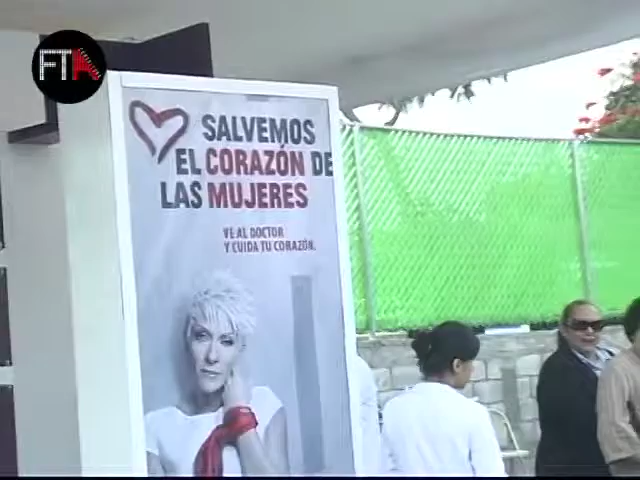 FTA
SALVEMOS
EL CORAZÓN DE
LAS MUJERES
VE AL DOCTOR
Y CUIDA TU CORAZÓN.